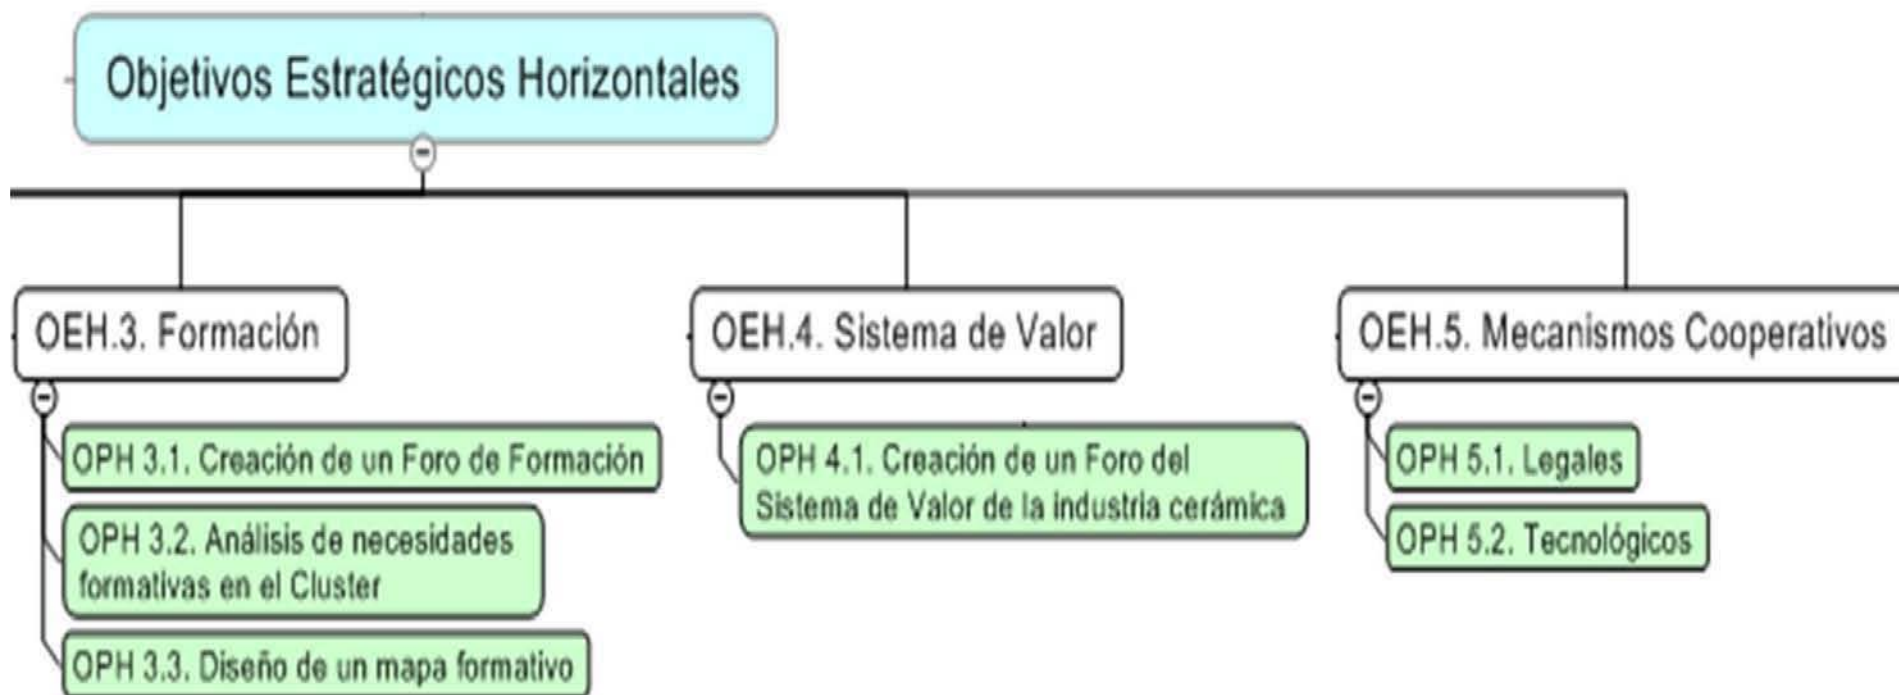 Objetivos Estratégicos Horizontales
OEH.3. Formación
OPH 3.1. Creación de un Foro de Formación
OPH 3.2. Análisis de necesidades
formativas en el Cluster
OPH 3.3. Diseño de un mapa formativo
OEH.4. Sistema de Valor
OPH 4.1. Creación de un Foro del
Sistema de Valor de la industria cerámica
OEH.5. Mecanismos Cooperativos
OPH 5.1. Legales
OPH 5.2. Tecnológicos